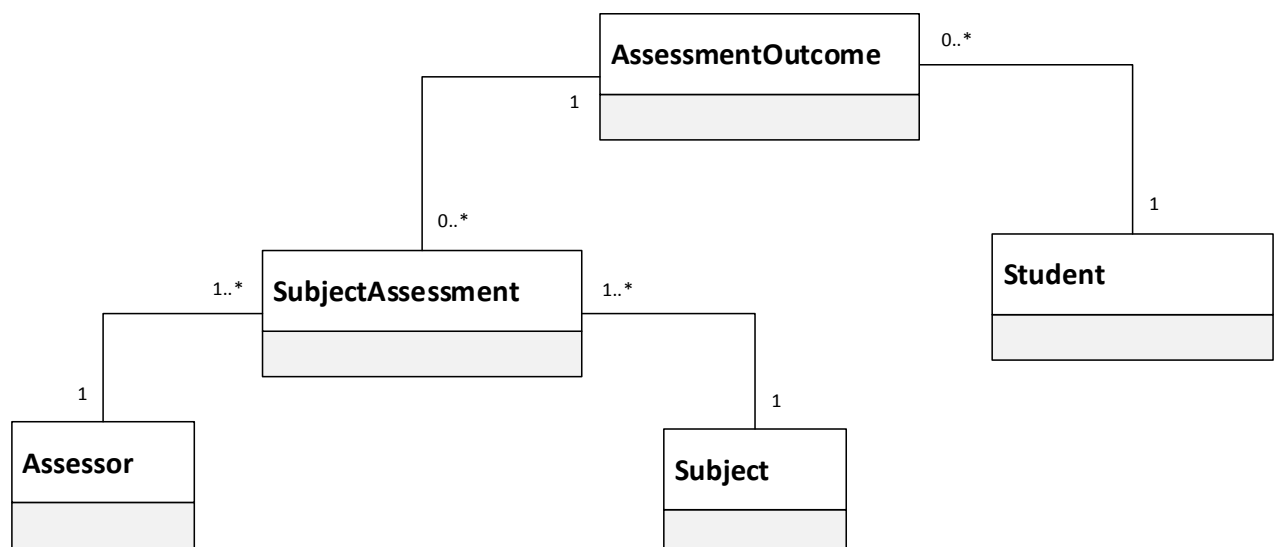 AssessmentOutcome
0..*
1
0..*
1
SubjectAssessment
Student
1..*
1..*
1
1
Assessor
Subject